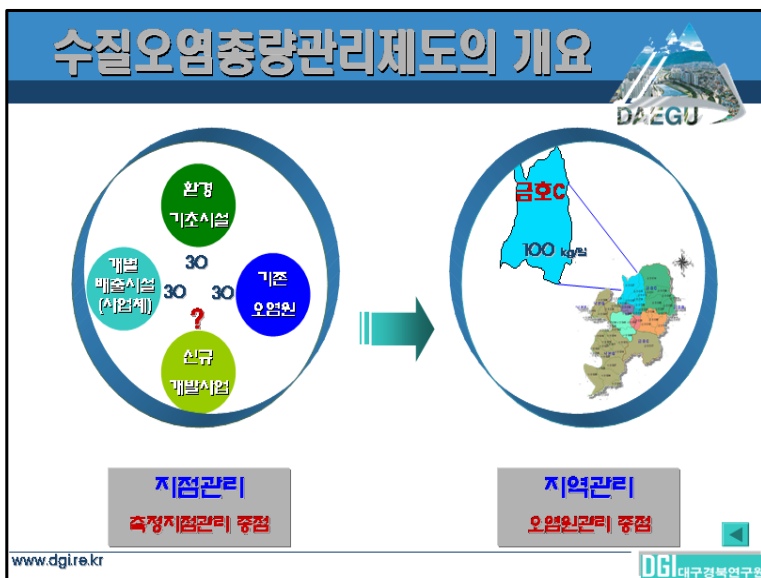 수질오염총량관리제도의 개요
DAEGU
환경
기초시설
개별
배출시설
(사업체)
30
30
30
기존
오염원
?
신규
개발사업
금호C
100 kg/일
지점관리
측정지점관리 중점
지역관리
오염원관리 중점
www.dgi.re.kr
DGI 대구경북연구원